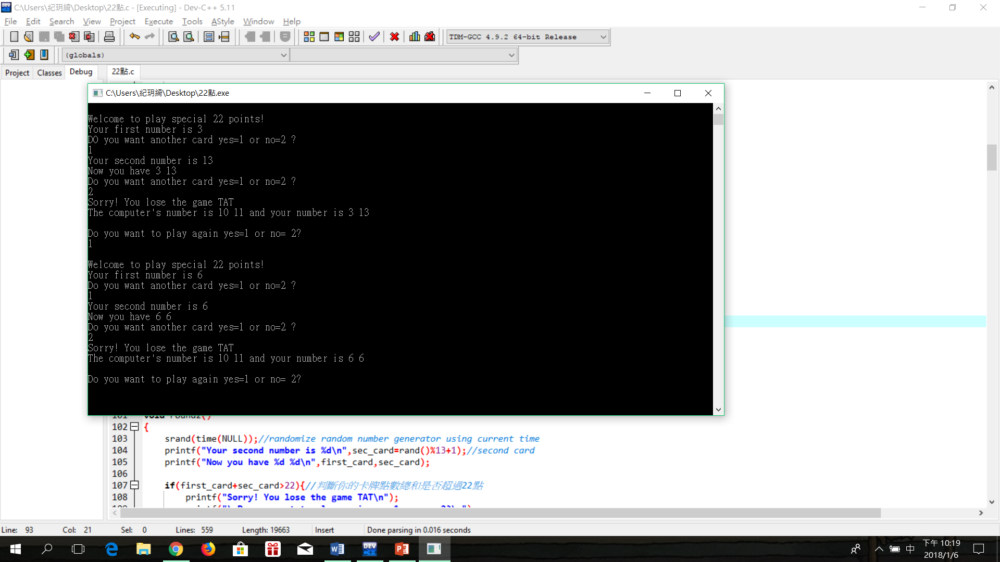 C:\Users\紀玥綺\Desktop\22點.c - [Executing] - Dev-C++ 5.11
File Edit Search View Project Execute Tools AStyle Window Help
TDM-GCC 4.9.2 64-bit Release
(globals)
Project Classes Debug 22點.c
C:\Users\紀玥綺\Desktop\22點.exe
Welcome to play special 22 points!
Your first number is 3
DO you want another card yes=1 or no=2 ?
1
Your second number is 13
Now you have 3 13
Do you want another card yes=1 or no=2 ?
2
Sorry! You lose the game TAT
The computer's number is 10 11 and your number is 3 13
Do you want to play again yes=1 or no= 2?
1
Welcome to play special 22 points!
Your first number is 6
Do you want another card yes=1 or no=2 ?
1
Your second number is 6
Now you have 6 6
Do you want another card yes=1 or no=2 ?
2
Sorry! You lose the game TAT
The computer's number is 10 11 and your number is 6 6
Do you want to play again yes=1 or no= 2?
101 void round2()
102 {
103 srand(time(NULL));//randomize random number generator using current time
104 printf("Your second number is %d\n",sec_card=rand()%13+1);//second card
105 printf("Now you have %d %d\n",first_card,sec_card);
106
107 if(first_card+sec_card>22){//判斷你的卡牌點數總和是否超過22點
108 printf("Sorry! You lose the game TAT\n");
Line: 93 Col: 21 Sel: 0 Lines: 559 Length: 19663 Insert Done parsing in 0.016 seconds
中
下午 10:19
2018/1/6